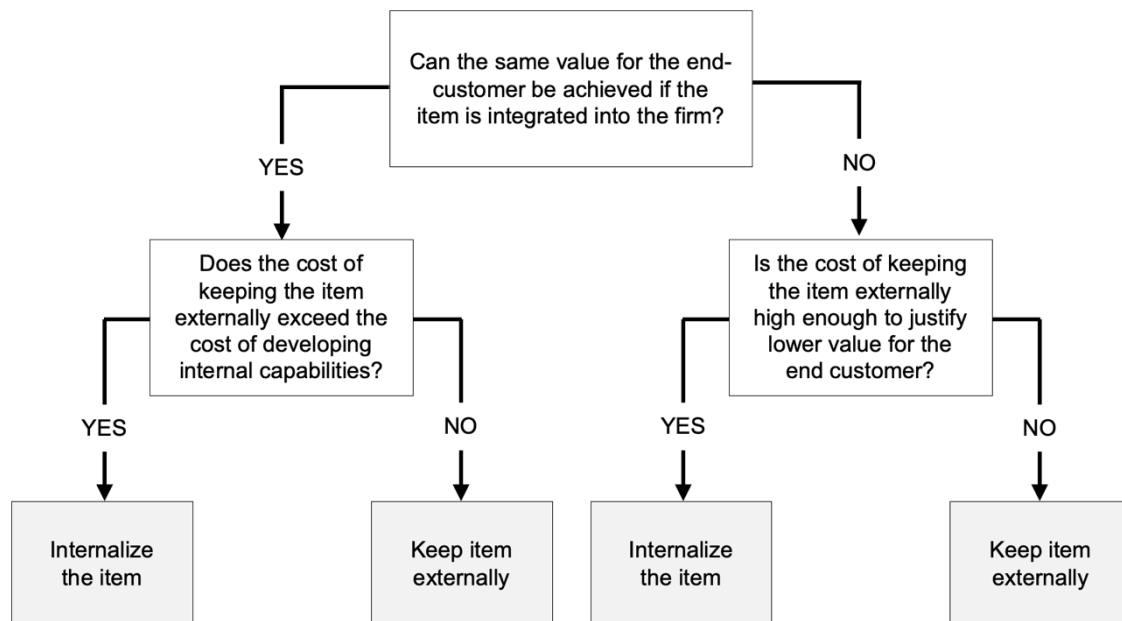 Can the same value for the end-
customer be achieved if the
item is integrated into the firm?
YES
NO
Does the cost of
keeping the item
externally exceed the
cost of developing
internal capabilities?
Is the cost of keeping
the item externally
high enough to justify
lower value for the
end customer?
YES
NO
YES
NO
Internalize
the item
Keep item
externally
Internalize
the item
Keep item
externally